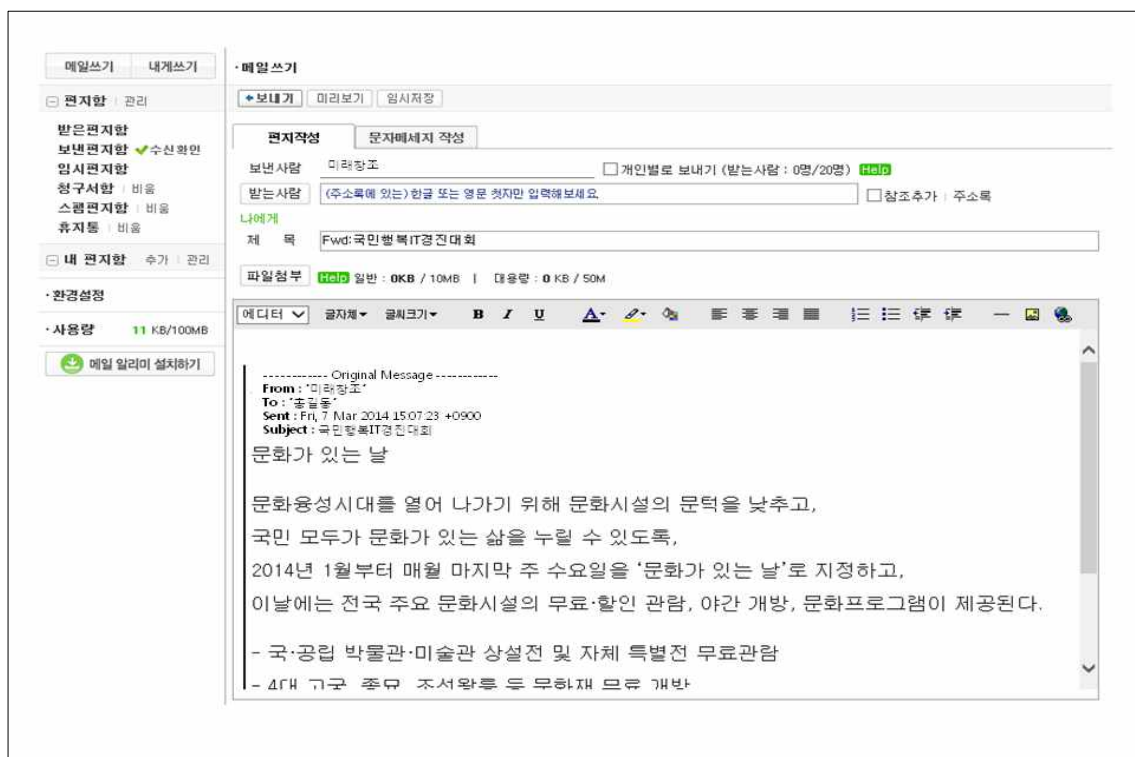 메일쓰기 내게쓰기
편지함 관리
받은편지함
보낸편지함 수신확인
임시편지함
청구서함 비움
스팸편지함 비움
휴지통 비움
내 편지함 추가 관리
·환경설정
·사용량 11 KB/100MB
메일 알리미 설치하기
·메일쓰기
보내기 미리보기 임시저장
편지작성 문자메세지 작성
보낸사람 미래창조 개인별로 보내기 (받는사람 : 0명/20명) Help
받는사람 (주소록에 있는) 한글 또는 영문 첫자만 입력해보세요. 참조추가 주소록
나에게
제 목 Fwd:국민행복IT경진대회
파일첨부 Help 일반 : 0KB / 10MB | 대용량 : 0 KB / 50M
에디터 글자체 글씨크기 B I U A
------------ Original Message ------------
From : "미래창조"
To : "홍길동"
Sent : Fri, 7 Mar 2014 15:07:23 +0900
Subject : 국민행복IT경진대회
문화가 있는 날
문화융성시대를 열어 나가기 위해 문화시설의 문턱을 낮추고,
국민 모두가 문화가 있는 삶을 누릴 수 있도록,
2014년 1월부터 매월 마지막 주 수요일을 ‘문화가 있는 날’로 지정하고,
이날에는 전국 주요 문화시설의 무료·할인 관람, 야간 개방, 문화프로그램이 제공된다.
- 국·공립 박물관·미술관 상설전 및 자체 특별전 무료관람
- 4대 고궁, 종묘, 조선왕릉 등 문화재 무료 개방